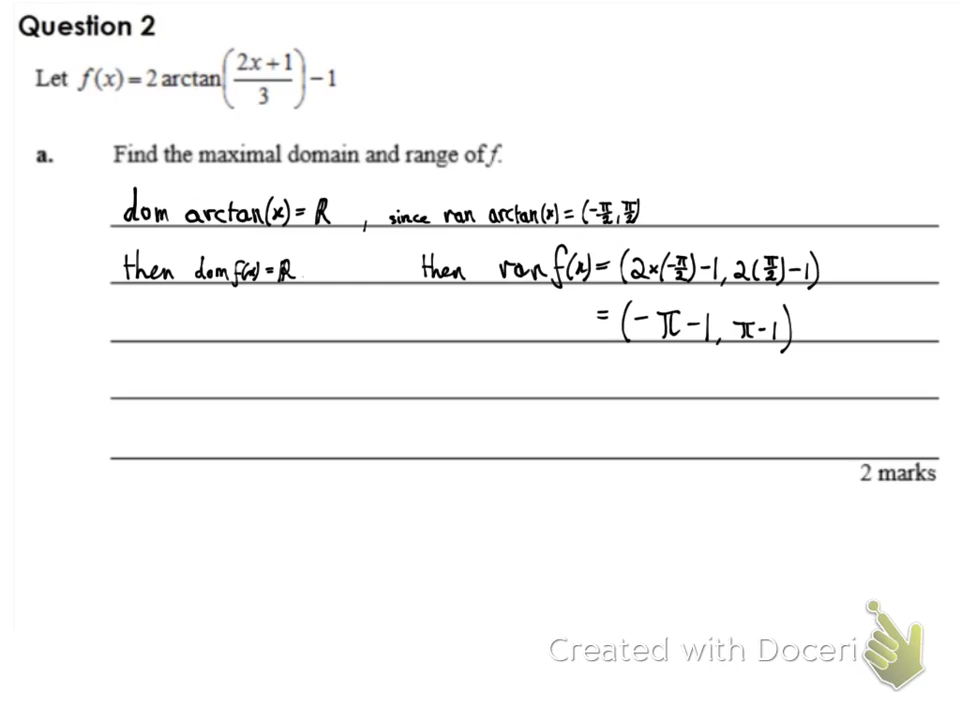 Question 2
Let f(x) = 2 arctan((2x+1)/3) − 1
a. Find the maximal domain and range of f.
dom arctan(x) = ℝ , since ran arctan(x) = (-π/2, π/2)
then dom f(x) = ℝ. then ran f(x) = (2×(-π/2)-1, 2(π/2)-1)
= (-π-1, π-1)
2 marks
Created with Doceri